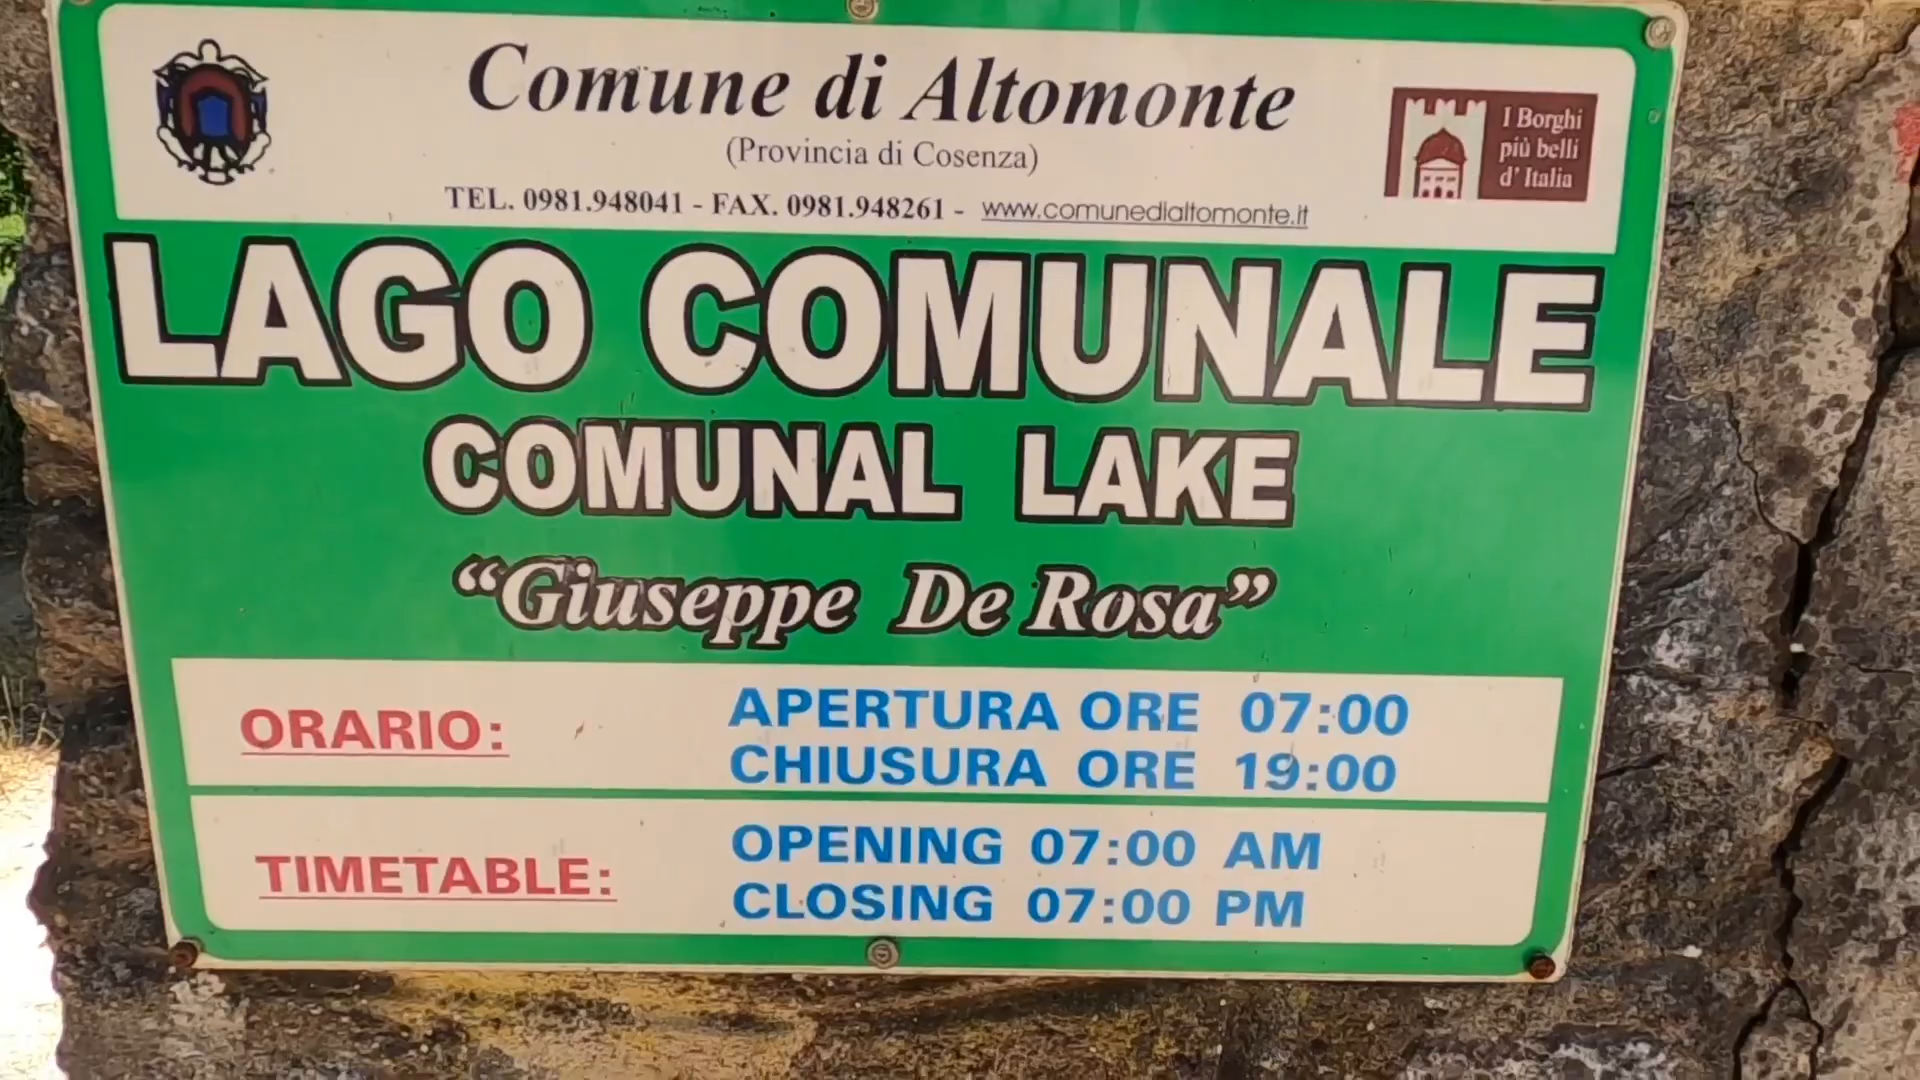 Comune di Altomonte
(Provincia di Cosenza)
TEL. 0981.948041 - FAX. 0981.948261 - www.comunedialtomonte.it
I Borghi
più belli
d'Italia
LAGO COMUNALE
COMUNAL LAKE
“Giuseppe De Rosa”
ORARIO:
APERTURA ORE 07:00
CHIUSURA ORE 19:00
TIMETABLE:
OPENING 07:00 AM
CLOSING 07:00 PM